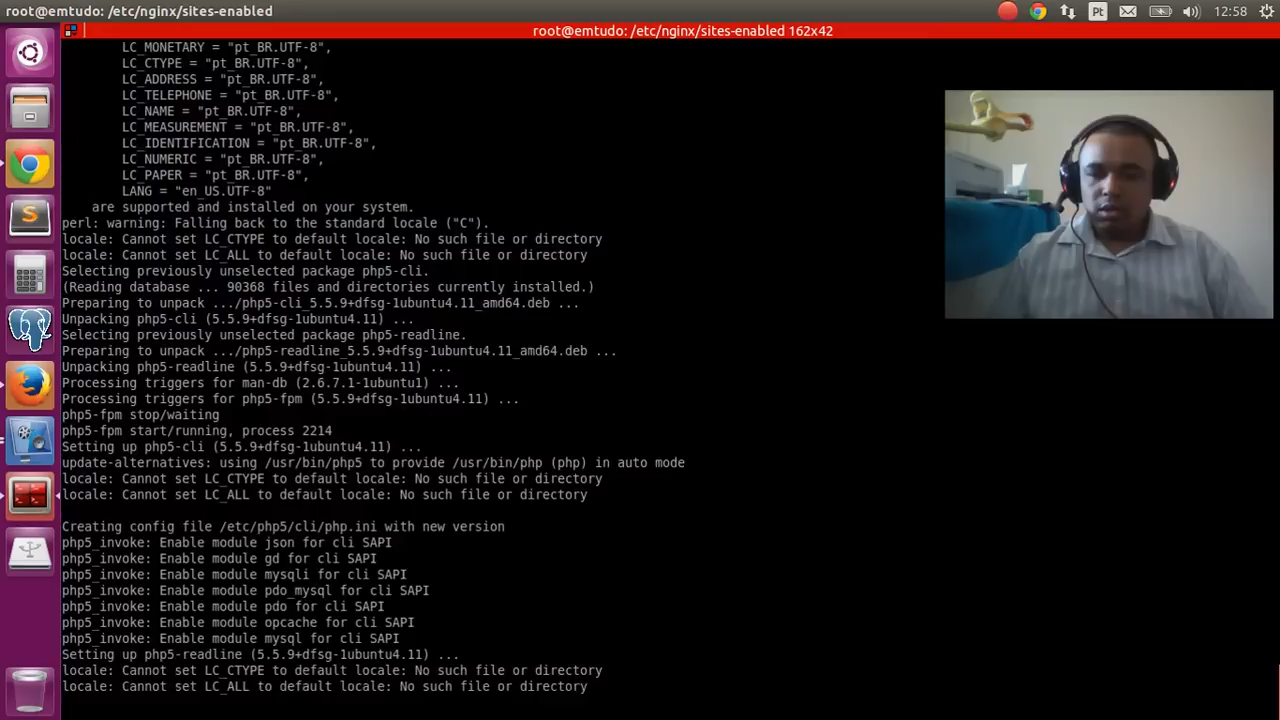 root@emtudo: /etc/nginx/sites-enabled
Pt
12:58
root@emtudo: /etc/nginx/sites-enabled 162x42
LC_MONETARY = "pt_BR.UTF-8",
LC_CTYPE = "pt_BR.UTF-8",
LC_ADDRESS = "pt_BR.UTF-8",
LC_TELEPHONE = "pt_BR.UTF-8",
LC_NAME = "pt_BR.UTF-8",
LC_MEASUREMENT = "pt_BR.UTF-8",
LC_IDENTIFICATION = "pt_BR.UTF-8",
LC_NUMERIC = "pt_BR.UTF-8",
LC_PAPER = "pt_BR.UTF-8",
LANG = "en_US.UTF-8"
are supported and installed on your system.
perl: warning: Falling back to the standard locale ("C").
locale: Cannot set LC_CTYPE to default locale: No such file or directory
locale: Cannot set LC_ALL to default locale: No such file or directory
Selecting previously unselected package php5-cli.
(Reading database ... 90368 files and directories currently installed.)
Preparing to unpack .../php5-cli_5.5.9+dfsg-1ubuntu4.11_amd64.deb ...
Unpacking php5-cli (5.5.9+dfsg-1ubuntu4.11) ...
Selecting previously unselected package php5-readline.
Preparing to unpack .../php5-readline_5.5.9+dfsg-1ubuntu4.11_amd64.deb ...
Unpacking php5-readline (5.5.9+dfsg-1ubuntu4.11) ...
Processing triggers for man-db (2.6.7.1-1ubuntu1) ...
Processing triggers for php5-fpm (5.5.9+dfsg-1ubuntu4.11) ...
php5-fpm stop/waiting
php5-fpm start/running, process 2214
Setting up php5-cli (5.5.9+dfsg-1ubuntu4.11) ...
update-alternatives: using /usr/bin/php5 to provide /usr/bin/php (php) in auto mode
locale: Cannot set LC_CTYPE to default locale: No such file or directory
locale: Cannot set LC_ALL to default locale: No such file or directory
Creating config file /etc/php5/cli/php.ini with new version
php5_invoke: Enable module json for cli SAPI
php5_invoke: Enable module gd for cli SAPI
php5_invoke: Enable module mysqli for cli SAPI
php5_invoke: Enable module pdo_mysql for cli SAPI
php5_invoke: Enable module pdo for cli SAPI
php5_invoke: Enable module opcache for cli SAPI
php5_invoke: Enable module mysql for cli SAPI
Setting up php5-readline (5.5.9+dfsg-1ubuntu4.11) ...
locale: Cannot set LC_CTYPE to default locale: No such file or directory
locale: Cannot set LC_ALL to default locale: No such file or directory